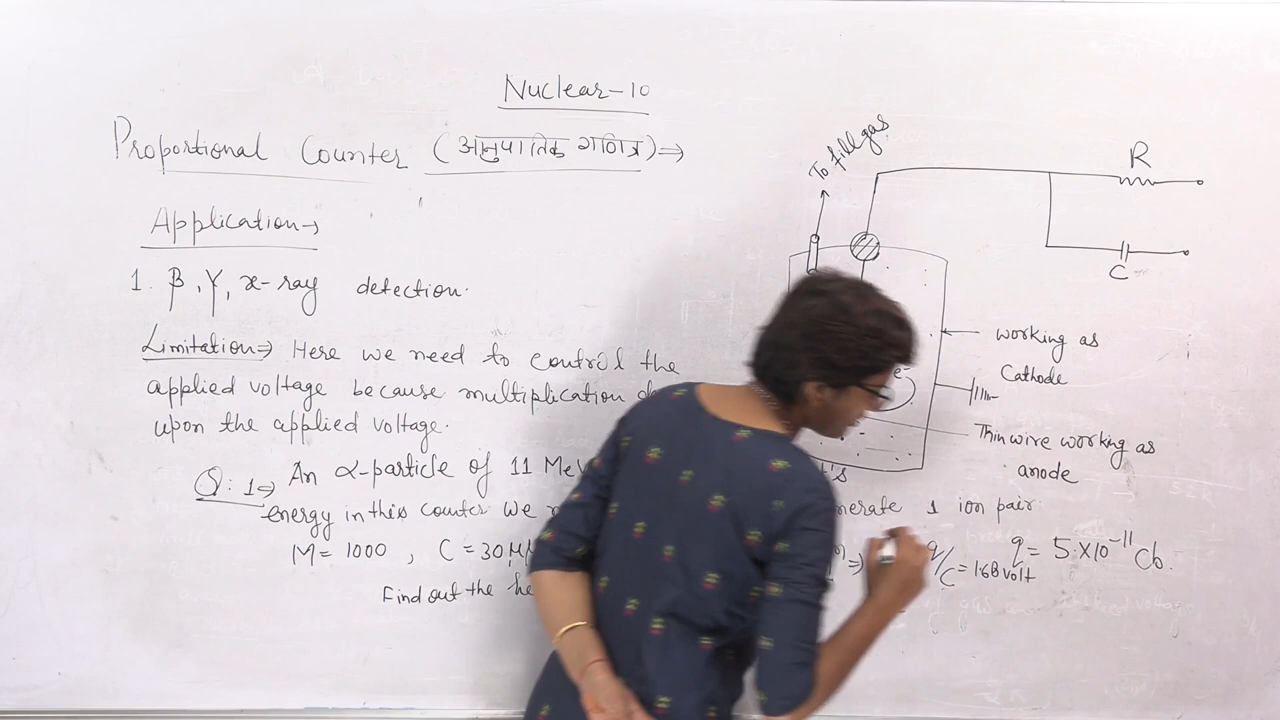 Nuclear-10
Proportional Counter (आनुपातिक गणित्र)⇒
Application→
1. β, γ, x-ray detection.
Limitation⇒ Here we need to control the
applied voltage because multiplication
upon the applied voltage.
Q:1⇒ An α-particle of 11 MeV 't's
energy in this counter we 1 ion pair.
M = 1000 , C = 30μμ ⇒ q/C = 1.68 volt q = 5.×10⁻¹¹ Cb.
Find out the
To fill gas
R
C
e⁻
working as
Cathode
Thin wire working as
anode